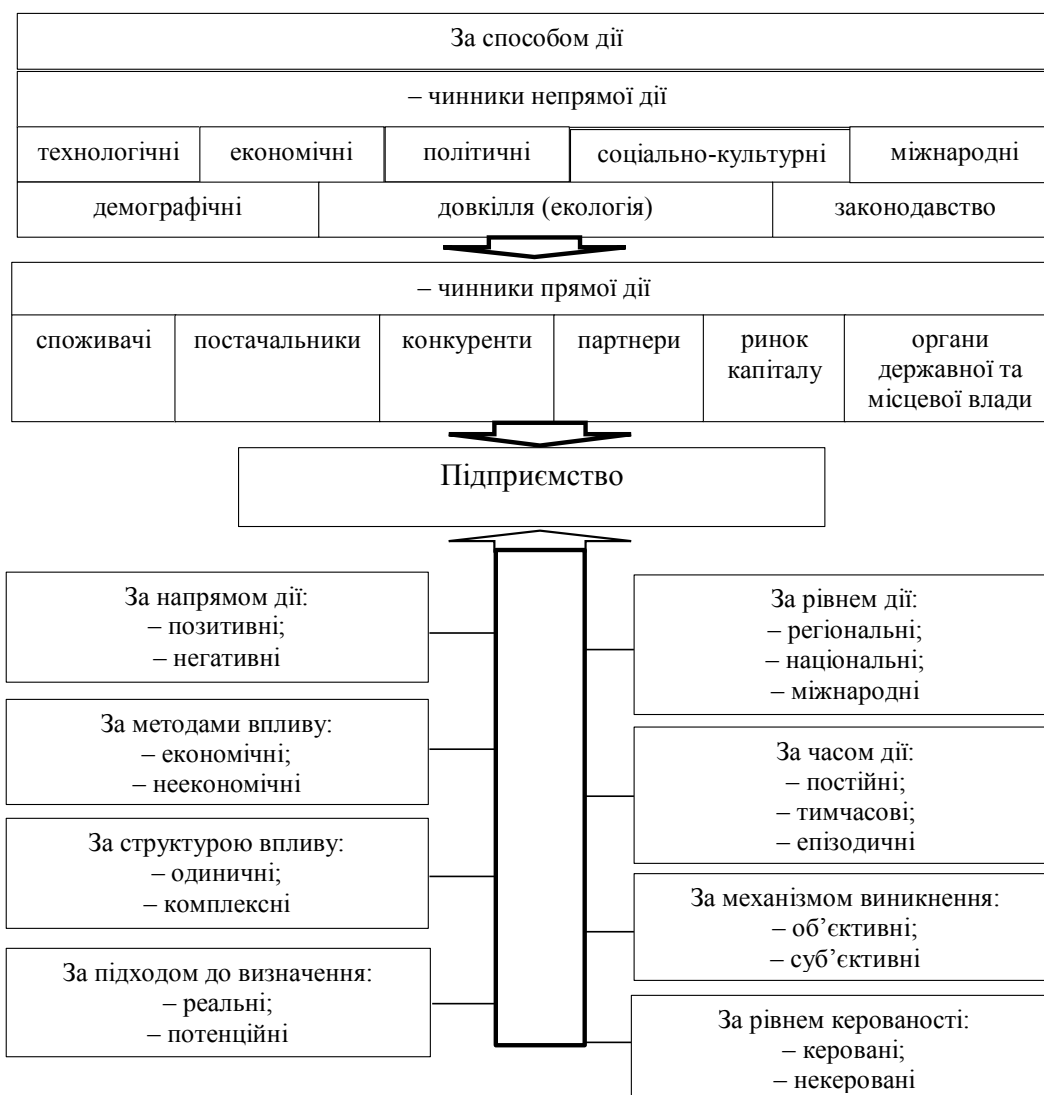 За способом дії
– чинники непрямої дії
технологічні
економічні
політичні
соціально-культурні
міжнародні
демографічні
довкілля (екологія)
законодавство
– чинники прямої дії
споживачі
постачальники
конкуренти
партнери
ринок
капіталу
органи
державної та
місцевої влади
Підприємство
За напрямом дії:
– позитивні;
– негативні
За методами впливу:
– економічні;
– неекономічні
За структурою впливу:
– одиничні;
– комплексні
За підходом до визначення:
– реальні;
– потенційні
За рівнем дії:
– регіональні;
– національні;
– міжнародні
За часом дії:
– постійні;
– тимчасові;
– епізодичні
За механізмом виникнення:
– об’єктивні;
– суб’єктивні
За рівнем керованості:
– керовані;
– некеровані